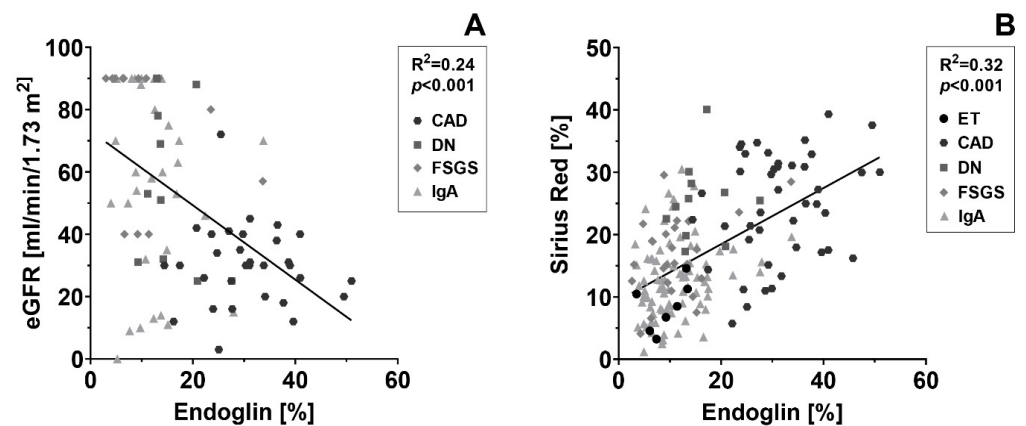 A
R²=0.24
p<0.001
CAD
DN
FSGS
IgA
eGFR [ml/min/1.73 m²]
100
80
60
40
20
0
0 20 40 60
Endoglin [%]
B
R²=0.32
p<0.001
ET
CAD
DN
FSGS
IgA
Sirius Red [%]
50
40
30
20
10
0
0 20 40 60
Endoglin [%]